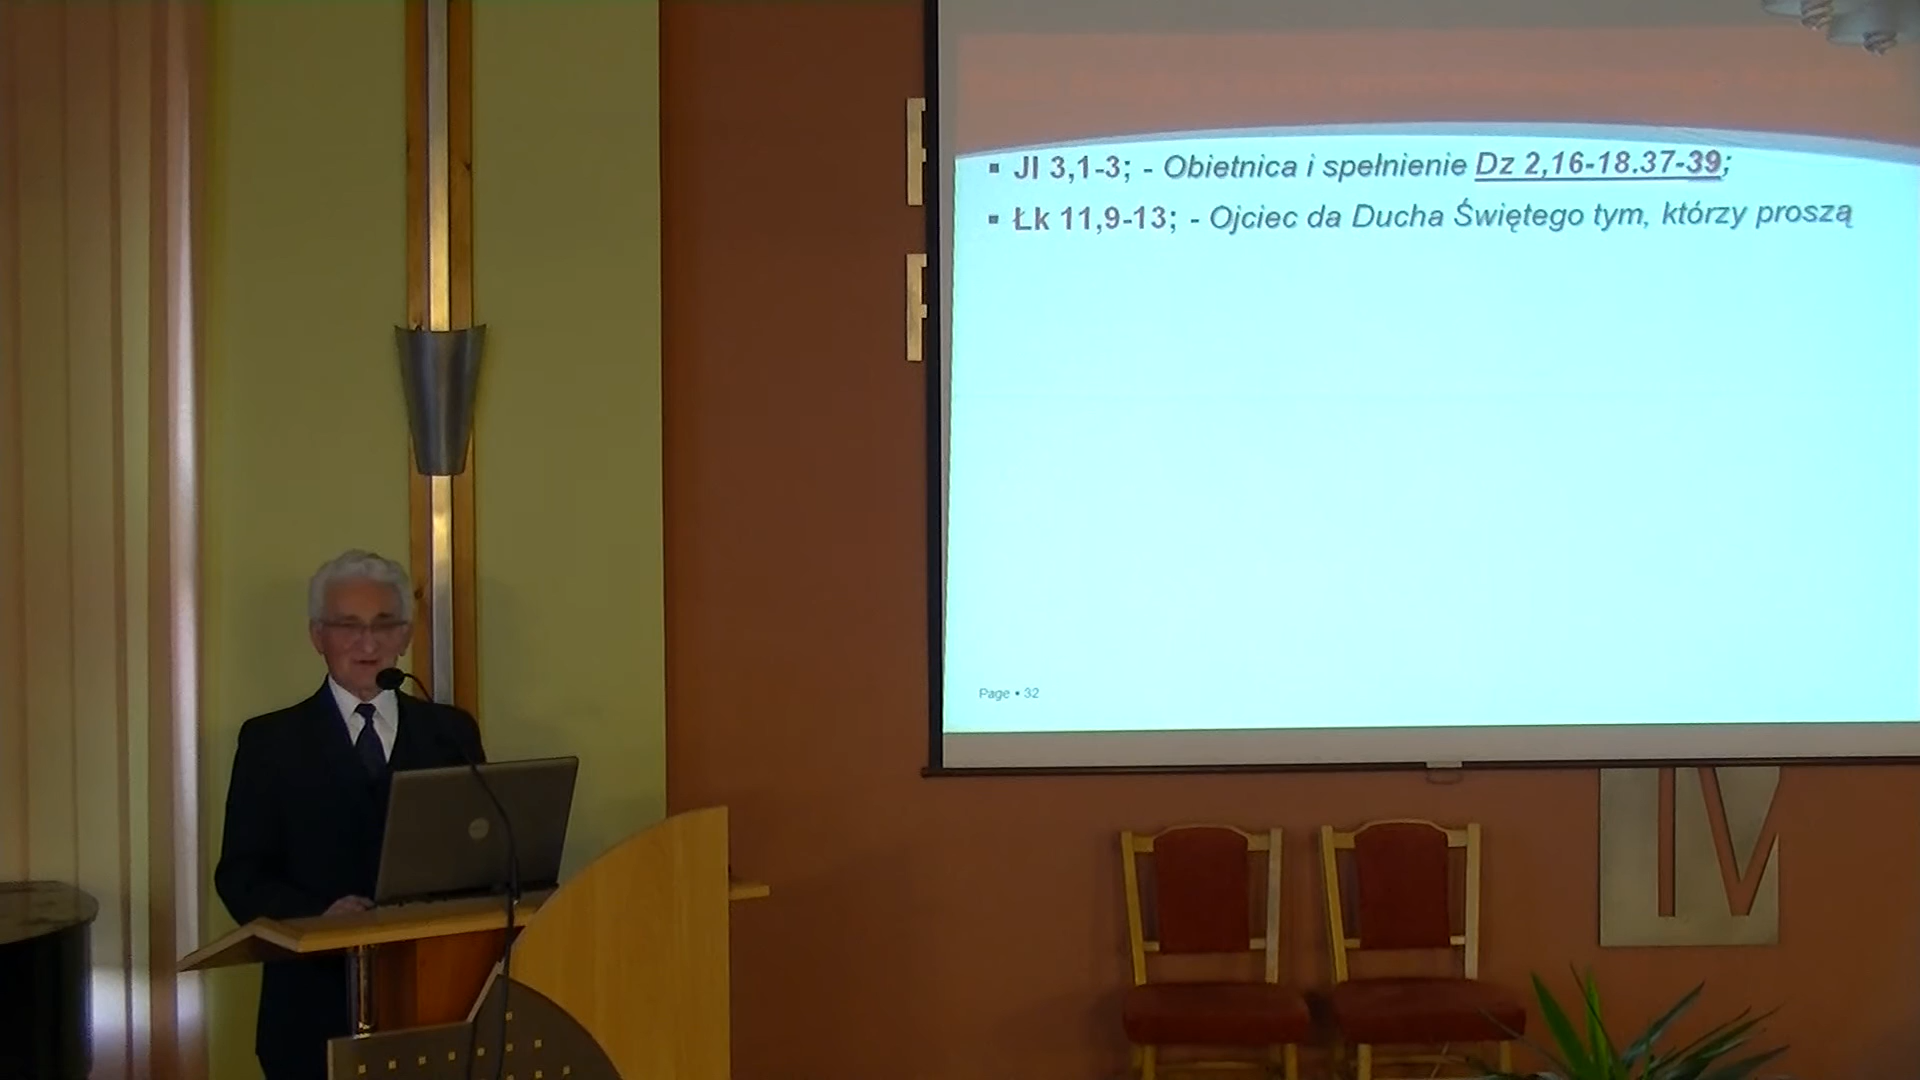 ▪ Jl 3,1-3; - Obietnica i spełnienie Dz 2,16-18.37-39;
▪ Łk 11,9-13; - Ojciec da Ducha Świętego tym, którzy proszą
Page ▪ 32
IV